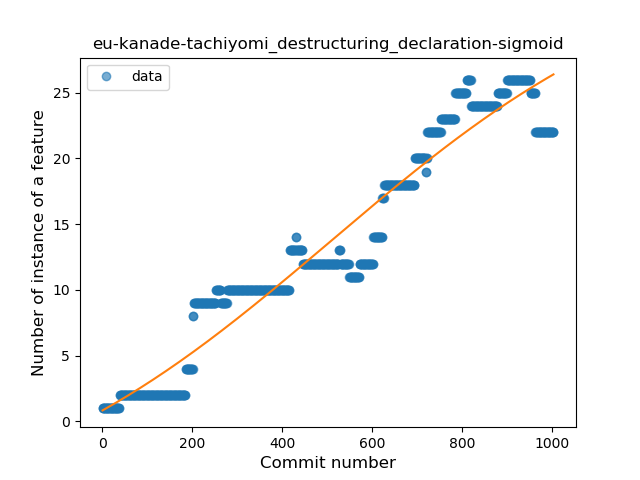 eu-kanade-tachiyomi_destructuring_declaration-sigmoid
data
Number of instance of a feature
25
20
15
10
5
0
0 200 400 600 800 1000
Commit number